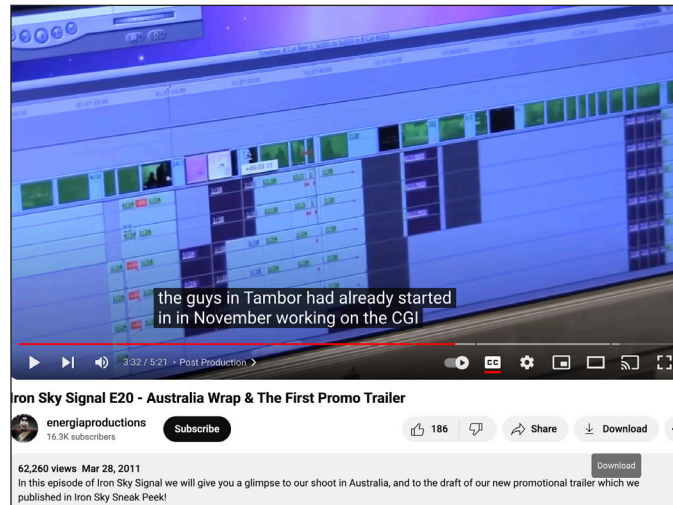 the guys in Tambor had already started
in in November working on the CGI
3:32 / 5:21 • Post Production >
CC
Iron Sky Signal E20 - Australia Wrap & The First Promo Trailer
energiaproductions
16.3K subscribers
Subscribe
186
Share
Download
62,260 views Mar 28, 2011
Download
In this episode of Iron Sky Signal we will give you a glimpse to our shoot in Australia, and to the draft of our new promotional trailer which we
published in Iron Sky Sneak Peek!